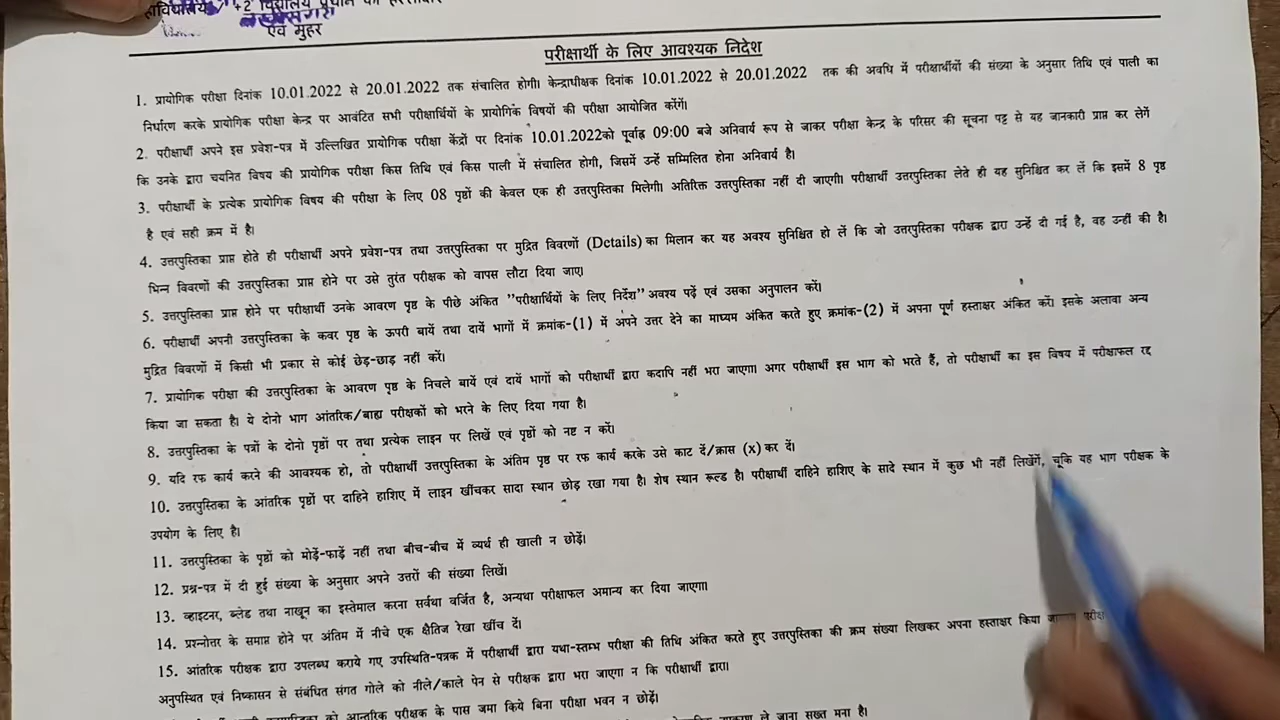 +2 विद्यालय प्रधान का हस्ताक्षर
एवं मुहर
परीक्षार्थी के लिए आवश्यक निदेश
1. प्रायोगिक परीक्षा दिनांक 10.01.2022 से 20.01.2022 तक संचालित होगी। केन्द्राधीक्षक दिनांक 10.01.2022 से 20.01.2022 तक की अवधि में परीक्षार्थीयों की संख्या के अनुसार तिथि एवं पाली का
निर्धारण करके प्रायोगिक परीक्षा केन्द्र पर आवंटित सभी परीक्षार्थियों के प्रायोगिक विषयों की परीक्षा आयोजित करेंगें।
2. परीक्षार्थी अपने इस प्रवेश-पत्र में उल्लिखित प्रायोगिक परीक्षा केंद्रों पर दिनांक 10.01.2022को पूर्वाह्न 09:00 बजे अनिवार्य रूप से जाकर परीक्षा केन्द्र के परिसर की सूचना पट्ट से यह जानकारी प्राप्त कर लेगें
कि उनके द्वारा चयनित विषय की प्रायोगिक परीक्षा किस तिथि एवं किस पाली में संचालित होगी, जिसमें उन्हें सम्मिलित होना अनिवार्य है।
3. परीक्षार्थी के प्रत्येक प्रायोगिक विषय की परीक्षा के लिए 08 पृष्ठों की केवल एक ही उत्तरपुस्तिका मिलेगी। अतिरिक्त उत्तरपुस्तिका नहीं दी जाएगी। परीक्षार्थी उत्तरपुस्तिका लेते ही यह सुनिश्चित कर लें कि इसमें 8 पृष्ठ
है एवं सही क्रम में है।
4. उत्तरपुस्तिका प्राप्त होते ही परीक्षार्थी अपने प्रवेश-पत्र तथा उत्तरपुस्तिका पर मुद्रित विवरणों (Details) का मिलान कर यह अवश्य सुनिश्चित हो लें कि जो उत्तरपुस्तिका परीक्षक द्वारा उन्हें दी गई है, वह उन्हीं की है।
भिन्न विवरणों की उत्तरपुस्तिका प्राप्त होने पर उसे तुरंत परीक्षक को वापस लौटा दिया जाए।
5. उत्तरपुस्तिका प्राप्त होने पर परीक्षार्थी उनके आवरण पृष्ठ के पीछे अंकित "परीक्षार्थियों के लिए निर्देश" अवश्य पढ़ें एवं उसका अनुपालन करें।
6. परीक्षार्थी अपनी उत्तरपुस्तिका के कवर पृष्ठ के ऊपरी बायें तथा दायें भागों में क्रमांक-(1) में अपने उत्तर देने का माध्यम अंकित करते हुए क्रमांक-(2) में अपना पूर्ण हस्ताक्षर अंकित करें। इसके अलावा अन्य
मुद्रित विवरणों में किसी भी प्रकार से कोई छेड़-छाड़ नहीं करें।
7. प्रायोगिक परीक्षा की उत्तरपुस्तिका के आवरण पृष्ठ के निचले बायें एवं दायें भागों को परीक्षार्थी द्वारा कदापि नहीं भरा जाएगा। अगर परीक्षार्थी इस भाग को भरते हैं, तो परीक्षार्थी का इस विषय में परीक्षाफल रद्द
किया जा सकता है। ये दोनो भाग आंतरिक/बाह्य परीक्षकों को भरने के लिए दिया गया है।
8. उत्तरपुस्तिका के पत्रों के दोनो पृष्ठों पर तथा प्रत्येक लाइन पर लिखें एवं पृष्ठों को नष्ट न करें।
9. यदि रफ कार्य करने की आवश्यक हो, तो परीक्षार्थी उत्तरपुस्तिका के अंतिम पृष्ठ पर रफ कार्य करके उसे काट दें/क्रास (x) कर दें।
10. उत्तरपुस्तिका के आंतरिक पृष्ठों पर दाहिने हाशिए में लाइन खींचकर सादा स्थान छोड़ रखा गया है। शेष स्थान रूल्ड है। परीक्षार्थी दाहिने हाशिए के सादे स्थान में कुछ भी नहीं लिखेंगें, चूकि यह भाग परीक्षक के
उपयोग के लिए है।
11. उत्तरपुस्तिका के पृष्ठों को मोड़ें-फाड़ें नहीं तथा बीच-बीच में व्यर्थ ही खाली न छोड़ें।
12. प्रश्न-पत्र में दी हुई संख्या के अनुसार अपने उत्तरों की संख्या लिखें।
13. व्हाइटनर, ब्लेड तथा नाखून का इस्तेमाल करना सर्वथा वर्जित है, अन्यथा परीक्षाफल अमान्य कर दिया जाएगा।
14. प्रश्नोत्तर के समाप्त होने पर अंतिम में नीचे एक क्षैतिज रेखा खींच दें।
15. आंतरिक परीक्षक द्वारा उपलब्ध कराये गए उपस्थिति-पत्रक में परीक्षार्थी द्वारा यथा-स्तम्भ परीक्षा की तिथि अंकित करते हुए उत्तरपुस्तिका की क्रम संख्या लिखकर अपना हस्ताक्षर किया
अनुपस्थित एवं निष्कासन से संबंधित संगत गोले को नीले/काले पेन से परीक्षक द्वारा भरा जाएगा न कि परीक्षार्थी द्वारा।
को आन्तरिक परीक्षक के पास जमा किये बिना परीक्षा भवन न छोड़ें।
ले जाना सख्त मना है।